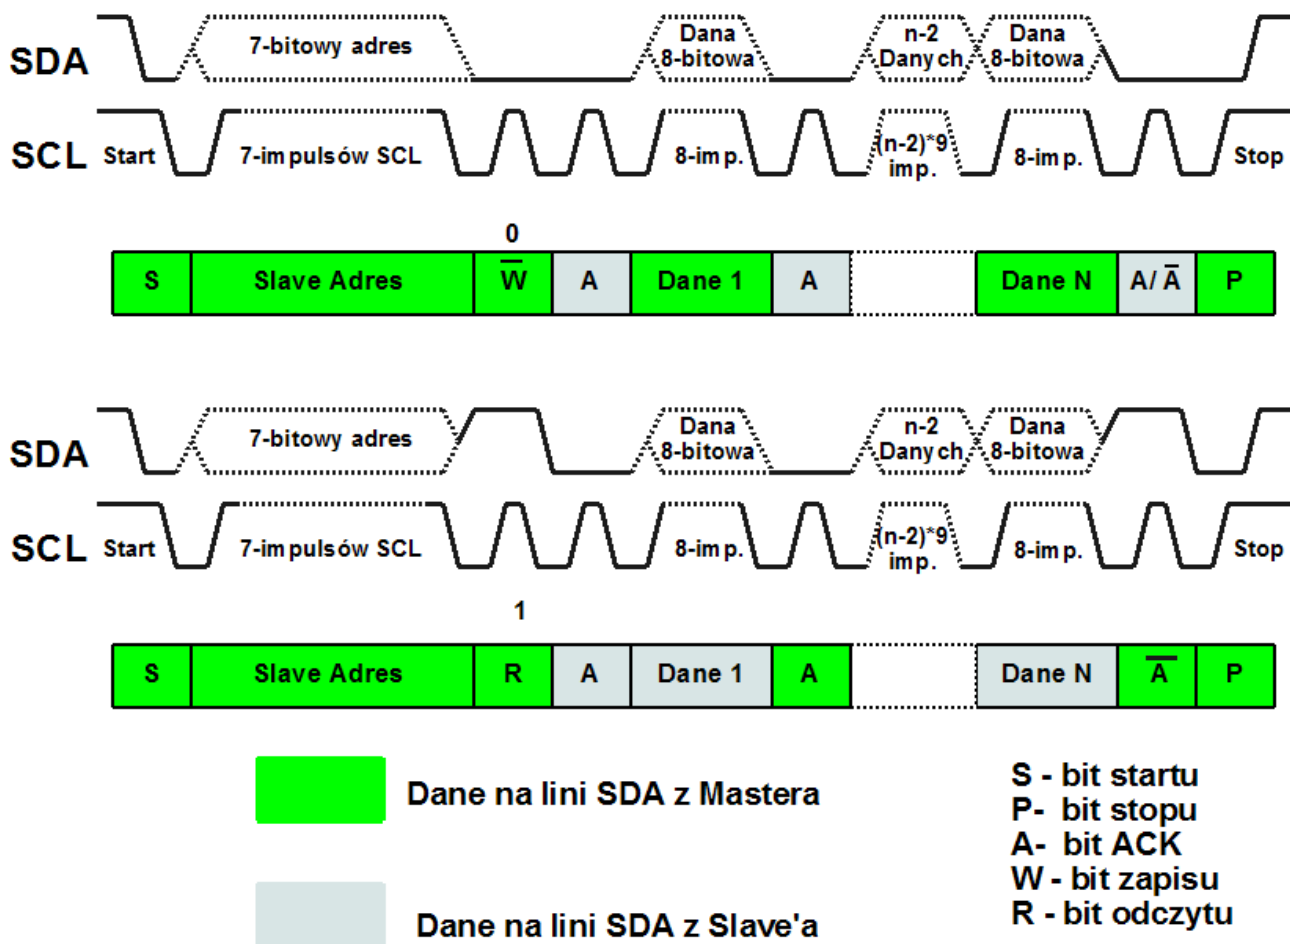 SDA
7-bitowy adres
Dana
8-bitowa
n-2
Danych
Dana
8-bitowa
SCL
Start
7-impulsów SCL
8-imp.
(n-2)*9
imp.
8-imp.
Stop
0
S
Slave Adres
W̅
A
Dane 1
A
Dane N
A/ A̅
P
SDA
7-bitowy adres
Dana
8-bitowa
n-2
Danych
Dana
8-bitowa
SCL
Start
7-impulsów SCL
8-imp.
(n-2)*9
imp.
8-imp.
Stop
1
S
Slave Adres
R
A
Dane 1
A
Dane N
A̅
P
Dane na lini SDA z Mastera
Dane na lini SDA z Slave'a
S - bit startu
P- bit stopu
A- bit ACK
W - bit zapisu
R - bit odczytu